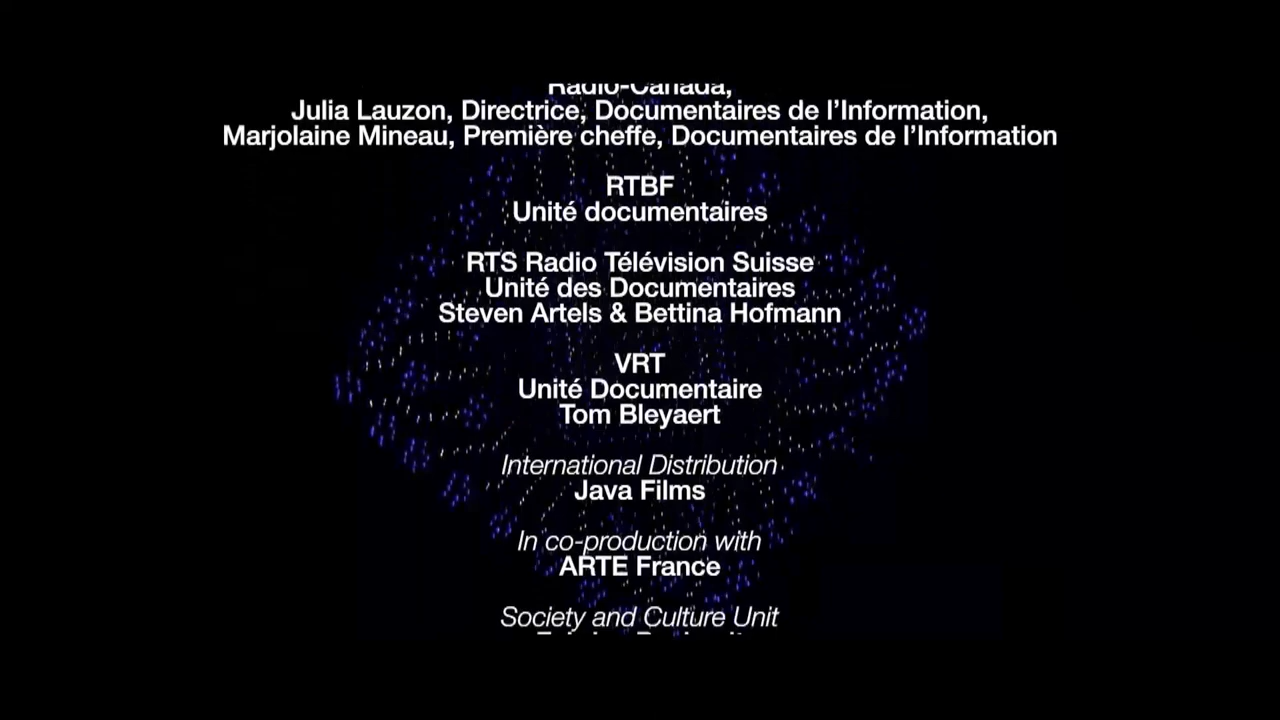 Radio-Canada,
Julia Lauzon, Directrice, Documentaires de l’Information,
Marjolaine Mineau, Première cheffe, Documentaires de l’Information
RTBF
Unité documentaires
RTS Radio Télévision Suisse
Unité des Documentaires
Steven Artels & Bettina Hofmann
VRT
Unité Documentaire
Tom Bleyaert
International Distribution
Java Films
In co-production with
ARTE France
Society and Culture Unit